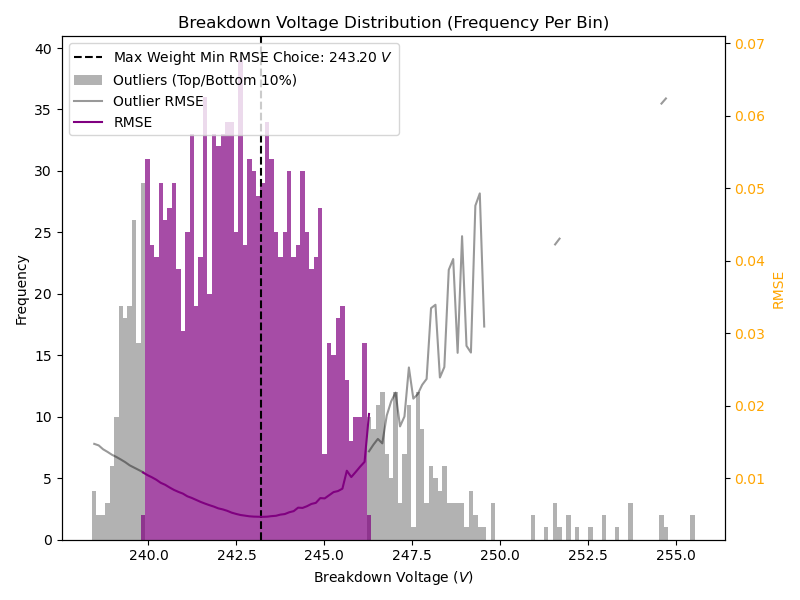 Breakdown Voltage Distribution (Frequency Per Bin)
Max Weight Min RMSE Choice: 243.20 V
Outliers (Top/Bottom 10%)
Outlier RMSE
RMSE
40
35
30
25
20
15
10
5
0
Frequency
0.07
0.06
0.05
0.04
0.03
0.02
0.01
RMSE
240.0 242.5 245.0 247.5 250.0 252.5 255.0
Breakdown Voltage (V)